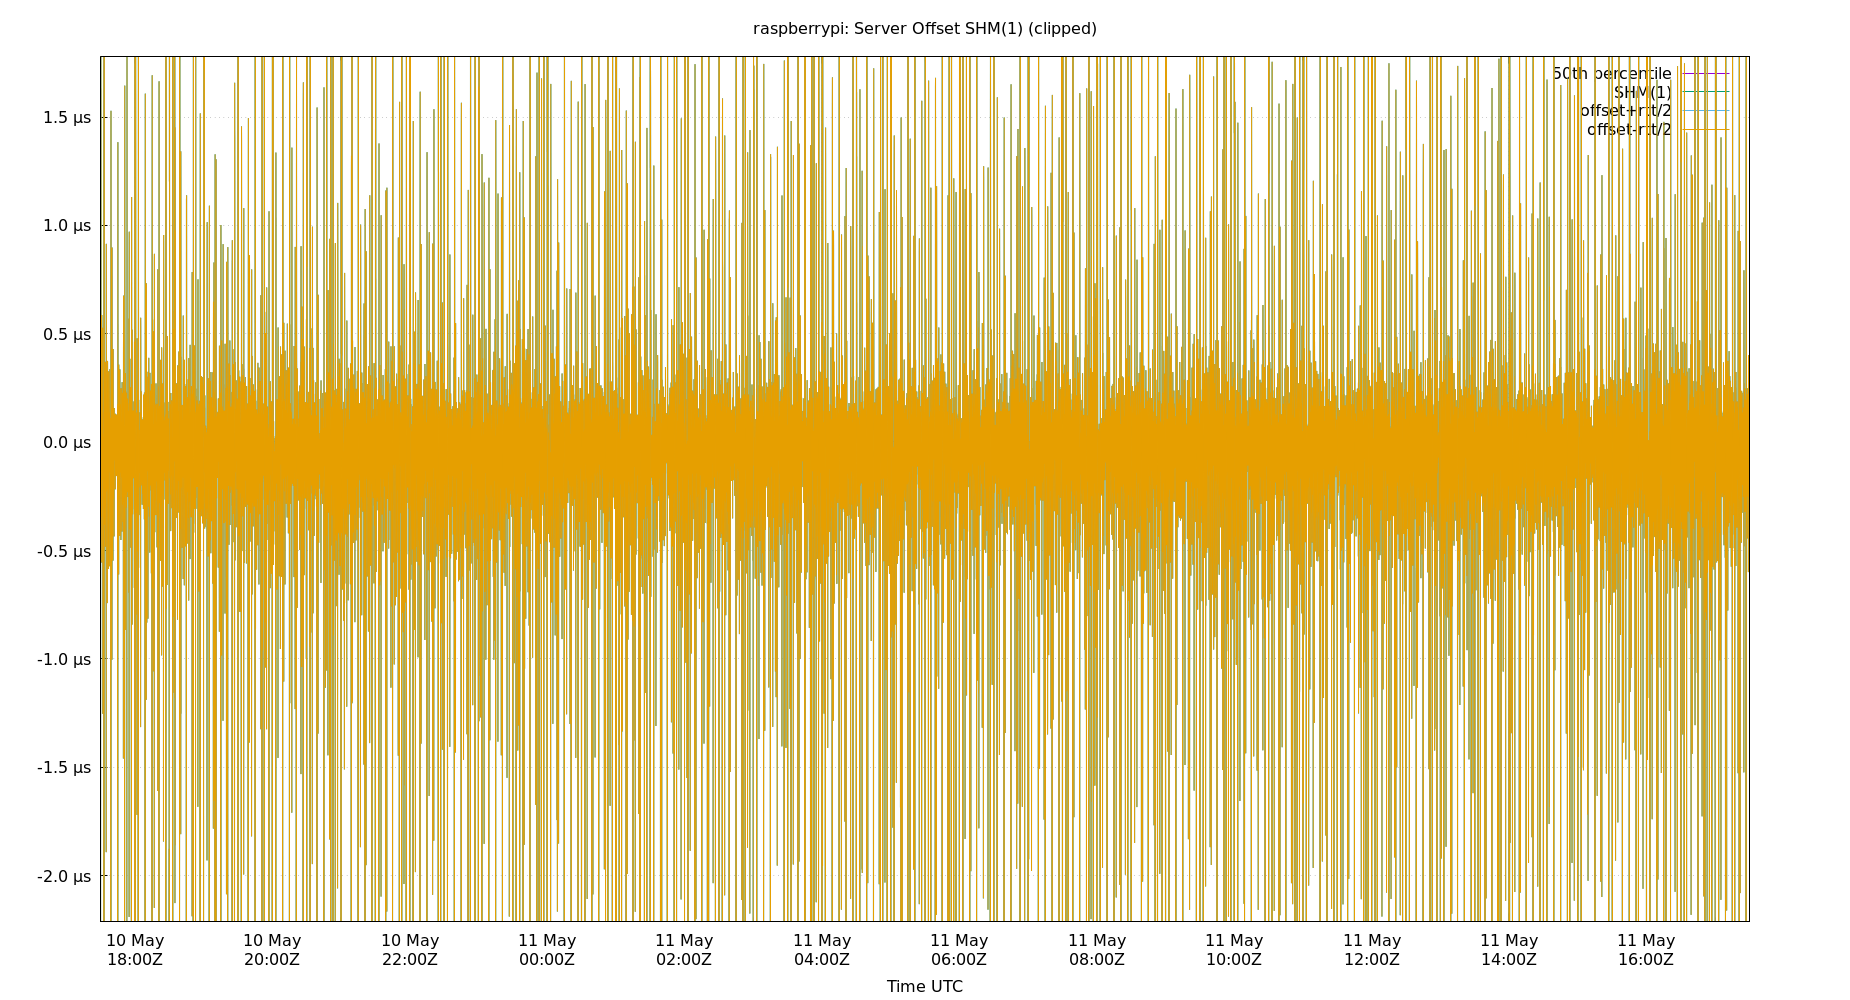 raspberrypi: Server Offset SHM(1) (clipped)
50th percentile
SHM(1)
offset+rtt/2
offset-rtt/2
1.5 µs
1.0 µs
0.5 µs
0.0 µs
-0.5 µs
-1.0 µs
-1.5 µs
-2.0 µs
10 May 10 May 10 May 11 May 11 May 11 May 11 May 11 May 11 May 11 May 11 May 11 May
18:00Z 20:00Z 22:00Z 00:00Z 02:00Z 04:00Z 06:00Z 08:00Z 10:00Z 12:00Z 14:00Z 16:00Z
Time UTC